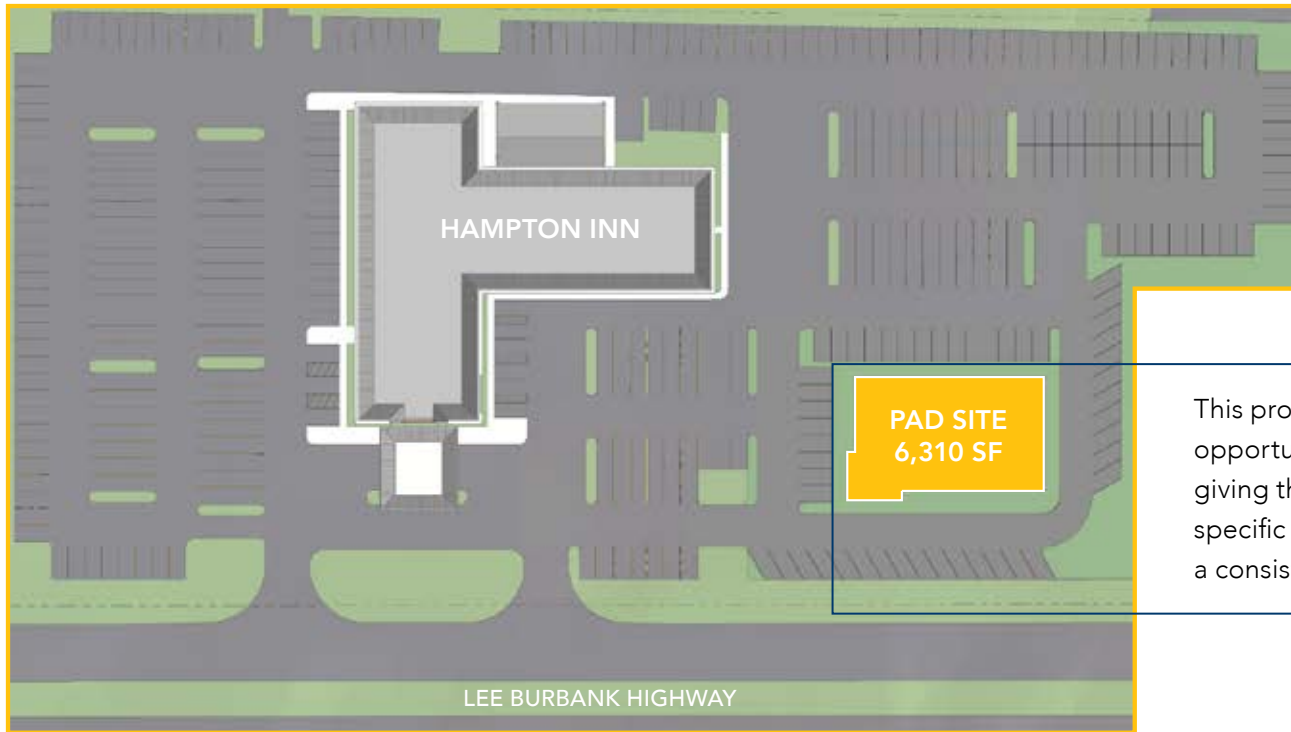 HAMPTON INN
PAD SITE
6,310 SF
This pro
opportu
giving th
specific
a consis
LEE BURBANK HIGHWAY